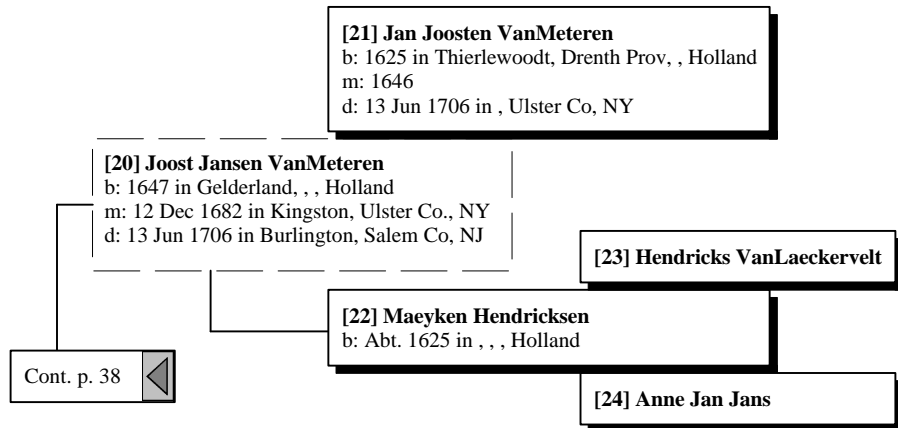 [21] Jan Joosten VanMeteren
b: 1625 in Thierlewoodt, Drenth Prov, , Holland
m: 1646
d: 13 Jun 1706 in , Ulster Co, NY
[20] Joost Jansen VanMeteren
b: 1647 in Gelderland, , , Holland
m: 12 Dec 1682 in Kingston, Ulster Co., NY
d: 13 Jun 1706 in Burlington, Salem Co, NJ
[23] Hendricks VanLaeckervelt
[22] Maeyken Hendricksen
b: Abt. 1625 in , , , Holland
Cont. p. 38
[24] Anne Jan Jans